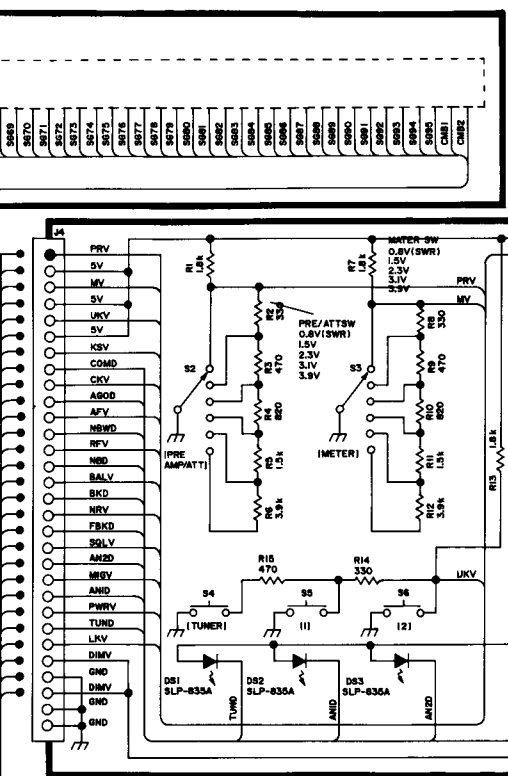 SG69 SG70 SG71 SG72 SG73 SG74 SG75 SG76 SG77 SG78 SG79 SG80 SG81 SG82 SG83 SG84 SG85 SG86 SG87 SG88 SG89 SG90 SG91 SG92 SG93 SG94 SG95 CMB1 CMB2
J4
PRV
5V
MV
5V
UKV
5V
KSV
COMD
CKV
AGOD
AFV
NBWD
RFV
NBD
BALV
BKD
NRV
FBKD
SQLV
AN2D
MIGV
AN1D
PWRV
TUND
LKV
DIMV
GND
DIMV
GND
GND
R1
1.8k
R2
330
PRE/ATTSW
0.8V(SWR)
1.5V
2.3V
3.1V
3.9V
S2
R3
470
R4
820
R5
1.5k
R6
3.9k
(PRE
AMP/ATT)
MATER SW
0.8V(SWR)
1.5V
2.3V
3.1V
3.9V
R7
1.8k
PRV
MV
R8
330
S3
R9
470
R10
820
R11
1.5k
R12
3.9k
(METER)
1.8k
R13
R15
470
R14
330
UKV
S4
(TUNER)
S5
(1)
S6
(2)
DS1
SLP-835A
DS2
SLP-835A
DS3
SLP-835A
TUND
AN1D
AN2D